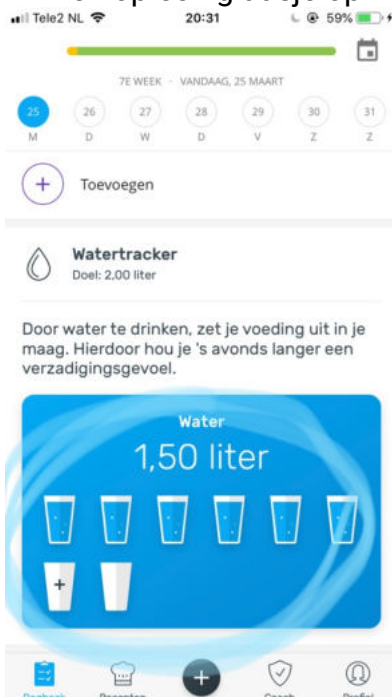 Tele2 NL 20:31 59%
7E WEEK - VANDAAG, 25 MAART
25 26 27 28 29 30 31
M D W D V Z Z
+ Toevoegen
Watertracker
Doel: 2,00 liter
Door water te drinken, zet je voeding uit in je
maag. Hierdoor hou je 's avonds langer een
verzadigingsgevoel.
Water
1,50 liter
+
+